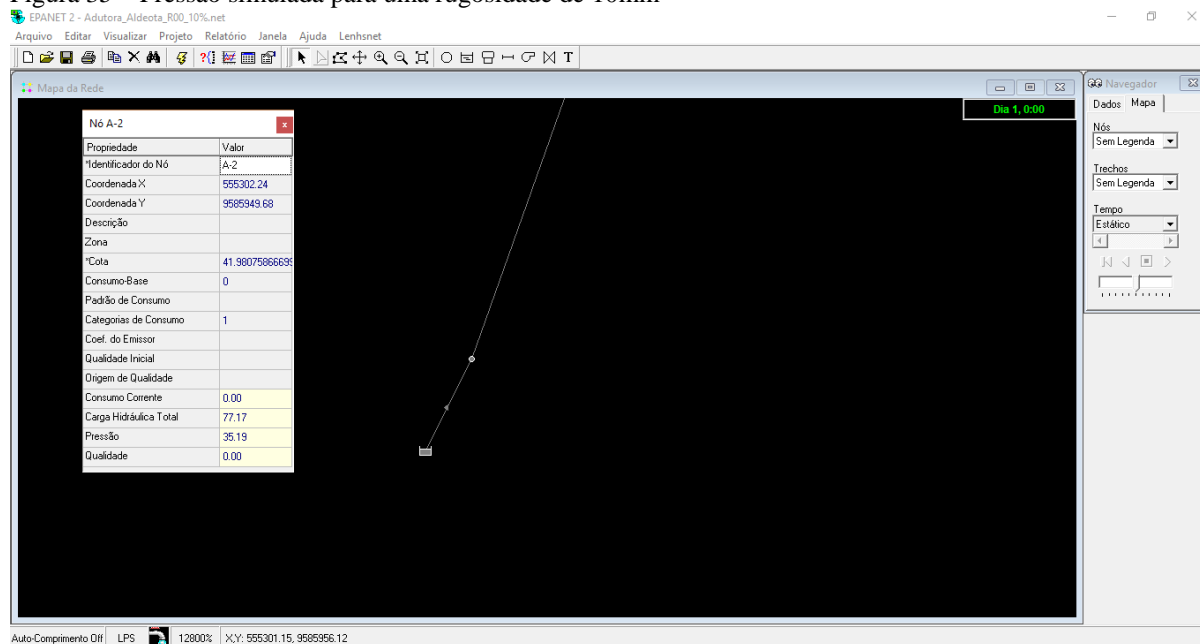 Figura 33 – Pressão simulada para uma rugosidade de 10mm
EPANET 2 - Adutora_Aldeota_R00_10%.net
Arquivo Editar Visualizar Projeto Relatório Janela Ajuda Lenhsnet
T
Mapa da Rede
Dia 1, 0:00
Nó A-2
Propriedade Valor
*Identificador do Nó A-2
Coordenada X 555302.24
Coordenada Y 9585949.68
Descrição
Zona
*Cota 41.9807586669
Consumo-Base 0
Padrão de Consumo
Categorias de Consumo 1
Coef. do Emissor
Qualidade Inicial
Origem de Qualidade
Consumo Corrente 0.00
Carga Hidráulica Total 77.17
Pressão 35.19
Qualidade 0.00
Navegador
Dados Mapa
Nós
Sem Legenda
Trechos
Sem Legenda
Tempo
Estático
Auto-Comprimento Off LPS 12800% X,Y: 555301.15, 9585956.12